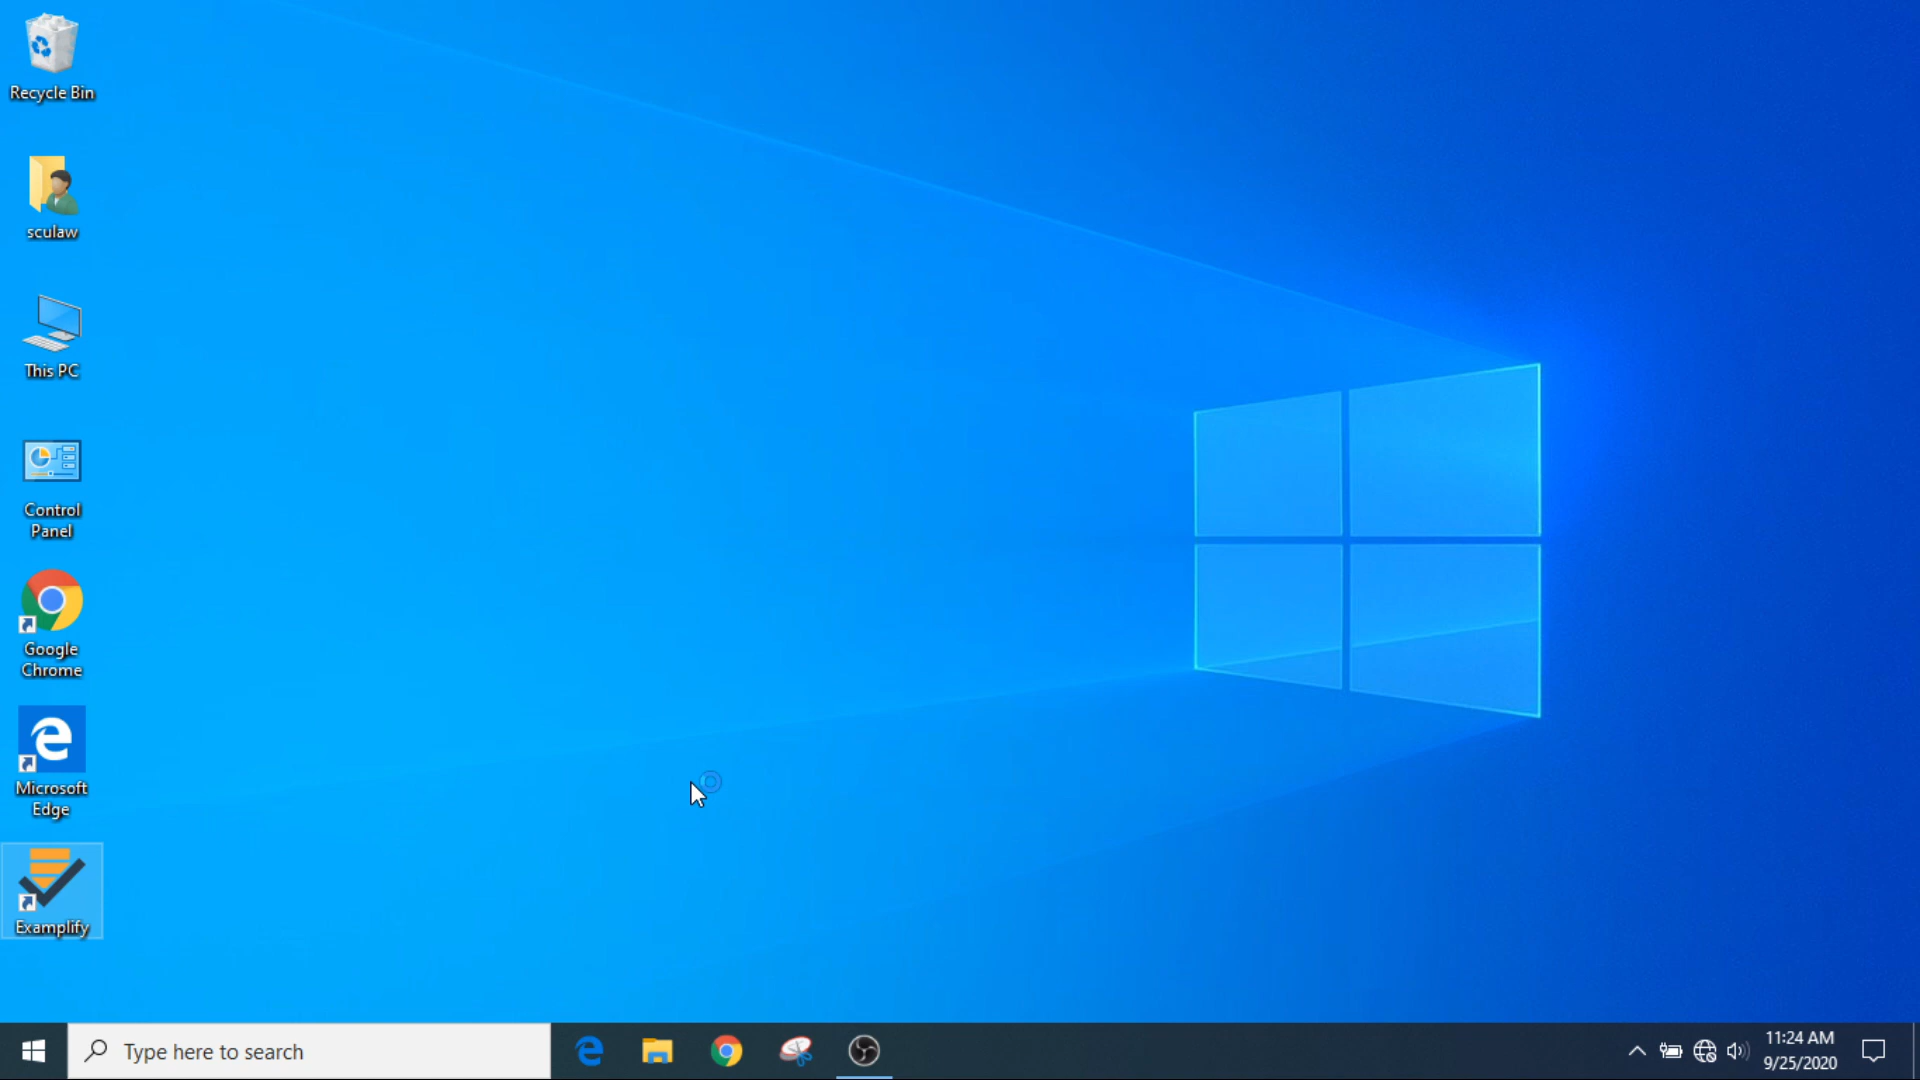 Recycle Bin
sculaw
This PC
Control
Panel
Google
Chrome
Microsoft
Edge
Examplify
Type here to search
11:24 AM
9/25/2020